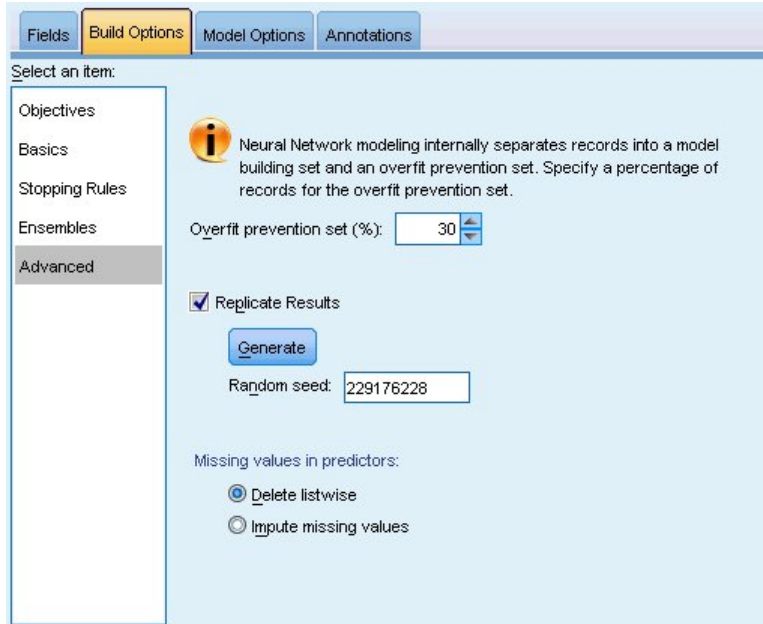 Fields Build Options Model Options Annotations
Select an item:
Objectives
Basics
Stopping Rules
Ensembles
Advanced
Neural Network modeling internally separates records into a model
building set and an overfit prevention set. Specify a percentage of
records for the overfit prevention set.
Overfit prevention set (%): 30
Replicate Results
Generate
Random seed: 229176228
Missing values in predictors:
Delete listwise
Impute missing values